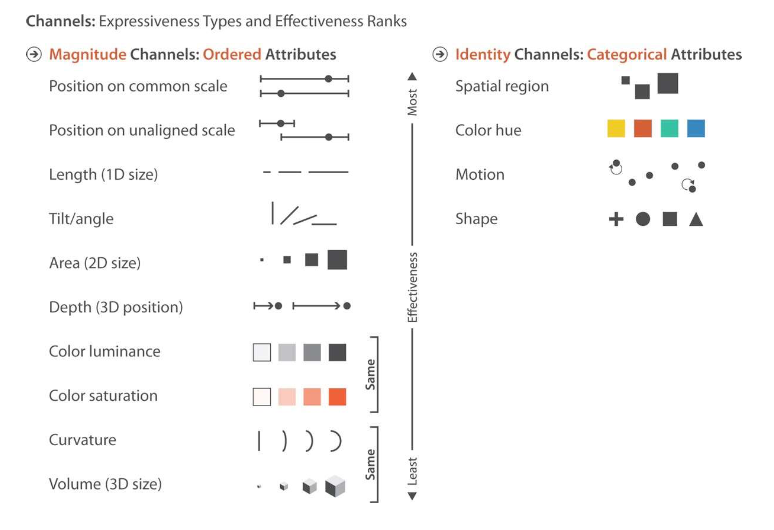 Channels: Expressiveness Types and Effectiveness Ranks
Magnitude Channels: Ordered Attributes
Position on common scale
Position on unaligned scale
Length (1D size)
Tilt/angle
Area (2D size)
Depth (3D position)
Color luminance
Color saturation
Curvature
Volume (3D size)
Same
Same
Most
Effectiveness
Least
Identity Channels: Categorical Attributes
Spatial region
Color hue
Motion
Shape